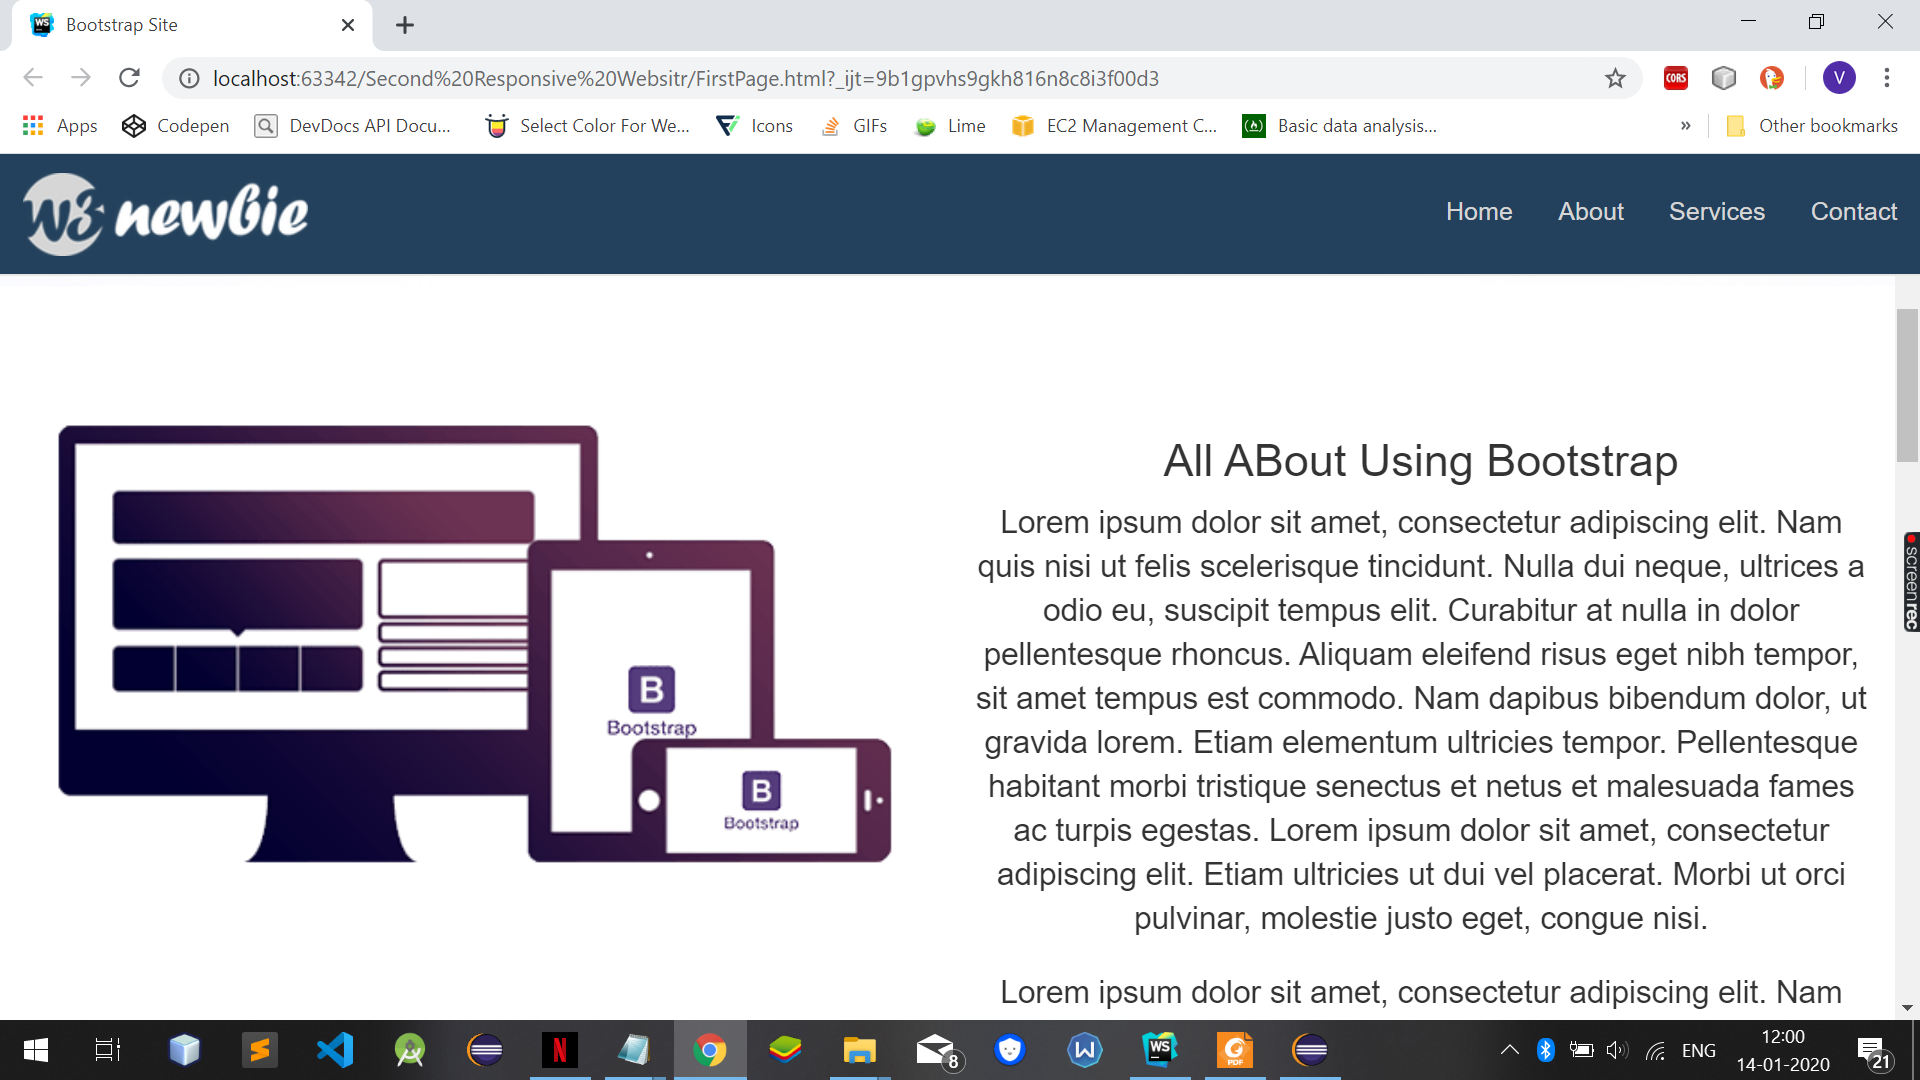 Bootstrap Site
localhost:63342/Second%20Responsive%20Websitr/FirstPage.html?_ijt=9b1gpvhs9gkh816n8c8i3f00d3
CORS
V
Apps
Codepen
DevDocs API Docu...
Select Color For We...
Icons
GIFs
Lime
EC2 Management C...
Basic data analysis...
»
Other bookmarks
newbie
Home
About
Services
Contact
All ABout Using Bootstrap
Lorem ipsum dolor sit amet, consectetur adipiscing elit. Nam
quis nisi ut felis scelerisque tincidunt. Nulla dui neque, ultrices a
odio eu, suscipit tempus elit. Curabitur at nulla in dolor
pellentesque rhoncus. Aliquam eleifend risus eget nibh tempor,
sit amet tempus est commodo. Nam dapibus bibendum dolor, ut
gravida lorem. Etiam elementum ultricies tempor. Pellentesque
habitant morbi tristique senectus et netus et malesuada fames
ac turpis egestas. Lorem ipsum dolor sit amet, consectetur
adipiscing elit. Etiam ultricies ut dui vel placerat. Morbi ut orci
pulvinar, molestie justo eget, congue nisi.
Lorem ipsum dolor sit amet, consectetur adipiscing elit. Nam
B
Bootstrap
B
Bootstrap
screenrec
N
8
W
WS
PDF
ENG
12:00
14-01-2020
21